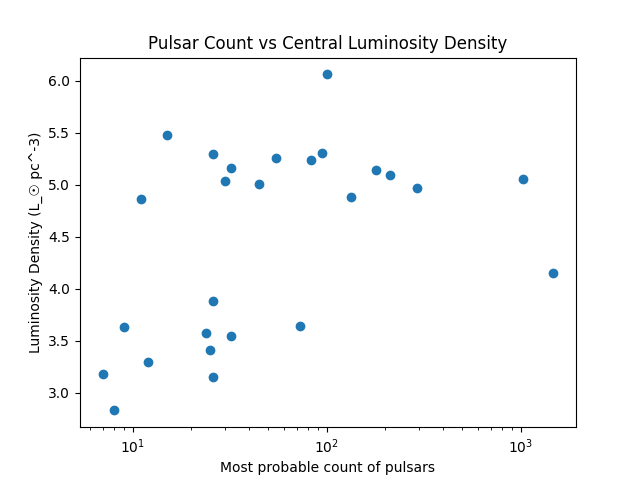 Pulsar Count vs Central Luminosity Density
6.0
5.5
5.0
4.5
4.0
3.5
3.0
Luminosity Density (L_☉ pc^-3)
10¹ 10² 10³
Most probable count of pulsars